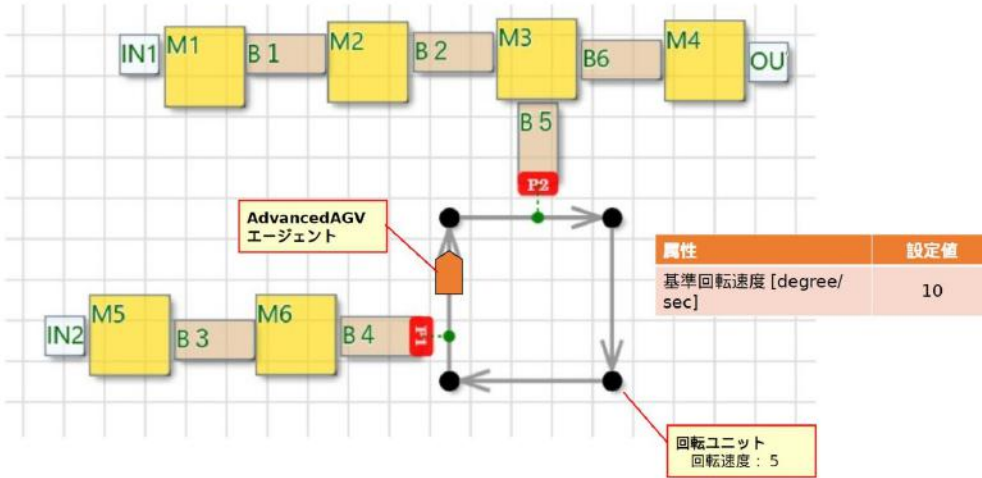 IN1
M1
B 1
M2
B 2
M3
B6
M4
OU
B 5
P2
AdvancedAGV
エージェント
属性
設定値
基準回転速度 [degree/
sec]
10
IN2
M5
B 3
M6
B 4
P1
回転ユニット
回転速度： 5